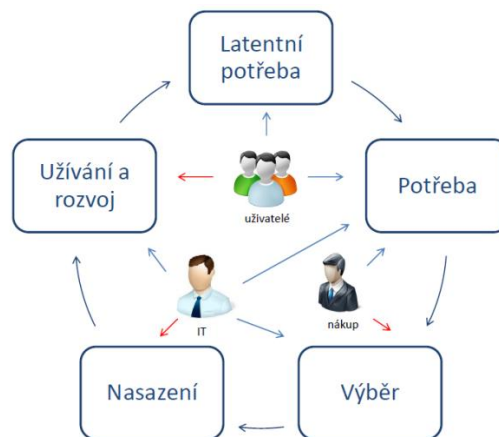 Latentní
potřeba
Užívání a
rozvoj
Potřeba
uživatelé
IT
nákup
Nasazení
Výběr